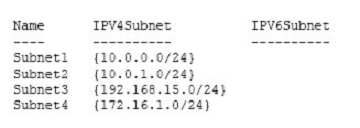 Name IPV4Subnet IPV6Subnet
---- ---------- ----------
Subnet1 {10.0.0.0/24}
Subnet2 {10.0.1.0/24}
Subnet3 {192.168.15.0/24}
Subnet4 {172.16.1.0/24}